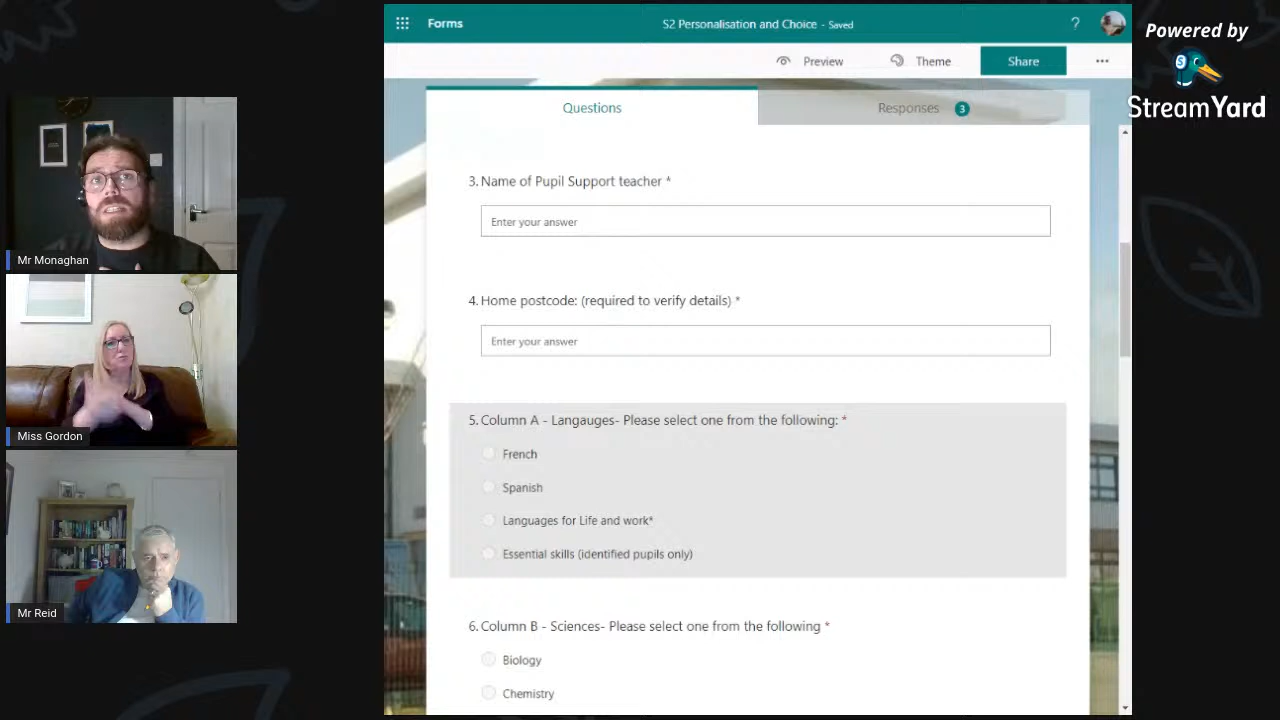 Forms
S2 Personalisation and Choice - Saved
?
Preview
Theme
Share
...
Questions
Responses 3
3. Name of Pupil Support teacher *
Enter your answer
4. Home postcode: (required to verify details) *
Enter your answer
5. Column A - Langauges- Please select one from the following: *
French
Spanish
Languages for Life and work*
Essential skills (identified pupils only)
6. Column B - Sciences- Please select one from the following *
Biology
Chemistry
Mr Monaghan
Miss Gordon
Mr Reid
Powered by
S
StreamYard